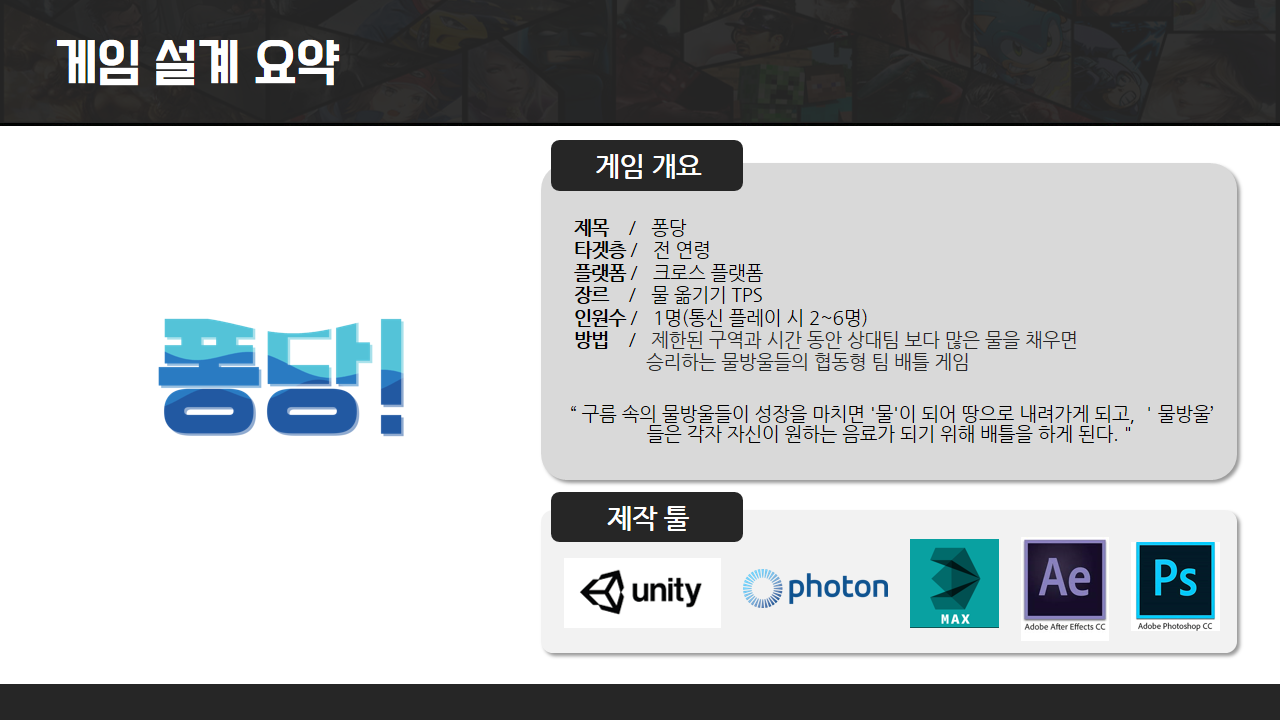 게임 설계 요약
퐁당!
게임 개요
제목 / 퐁당
타겟층 / 전 연령
플랫폼 / 크로스 플랫폼
장르 / 물 옮기기 TPS
인원수 / 1명(통신 플레이 시 2~6명)
방법 / 제한된 구역과 시간 동안 상대팀 보다 많은 물을 채우면
승리하는 물방울들의 협동형 팀 배틀 게임
“ 구름 속의 물방울들이 성장을 마치면 '물'이 되어 땅으로 내려가게 되고, ' 물방울’
들은 각자 자신이 원하는 음료가 되기 위해 배틀을 하게 된다. "
제작 툴
unity
photon
MAX
Ae
Adobe After Effects CC
Ps
Adobe Photoshop CC